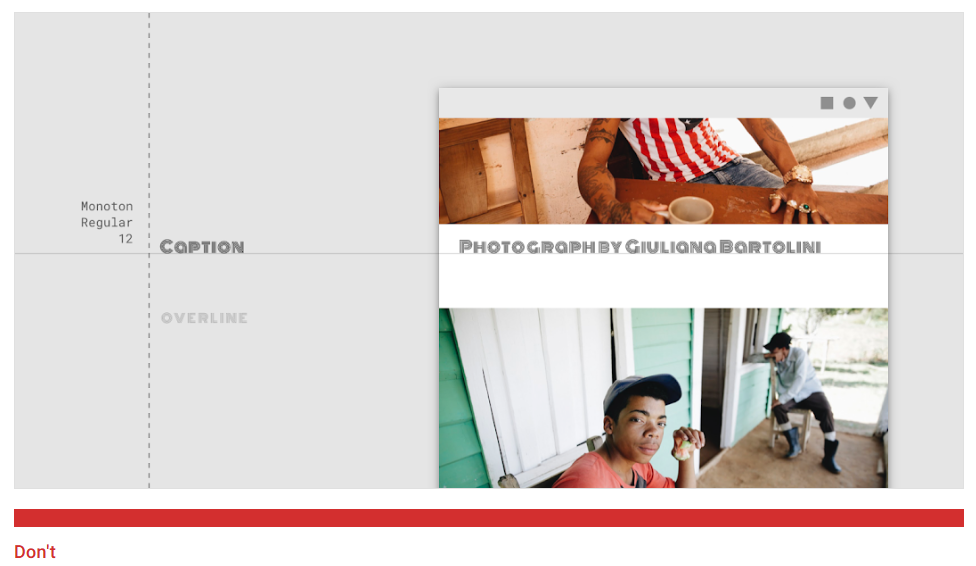 Monoton
Regular
12
Caption
Photograph by Giuliana Bartolini
OVERLINE
Don't